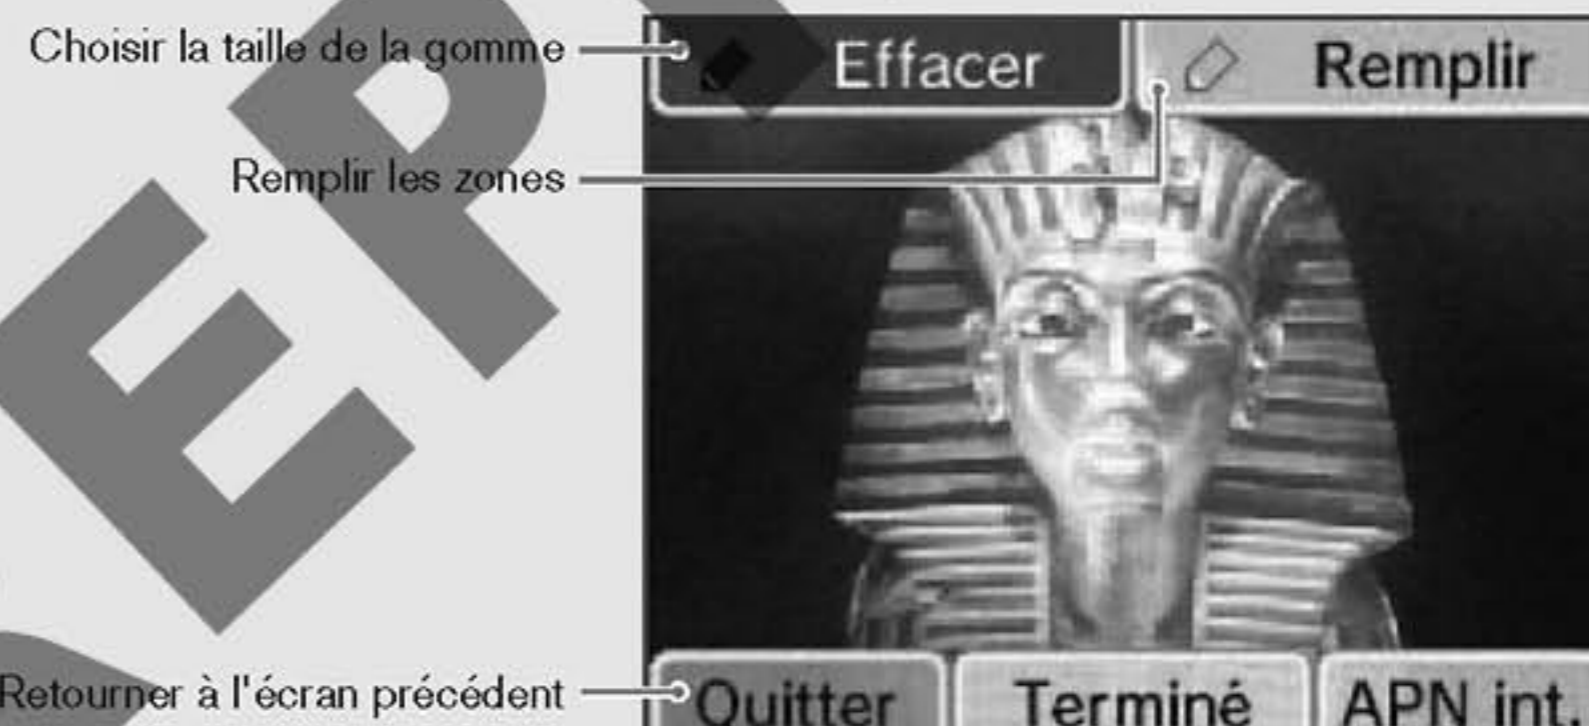 Choisir la taille de la gomme
Effacer
Remplir
Remplir les zones
Retourner à l'écran précédent
Quitter
Terminé
APN int.